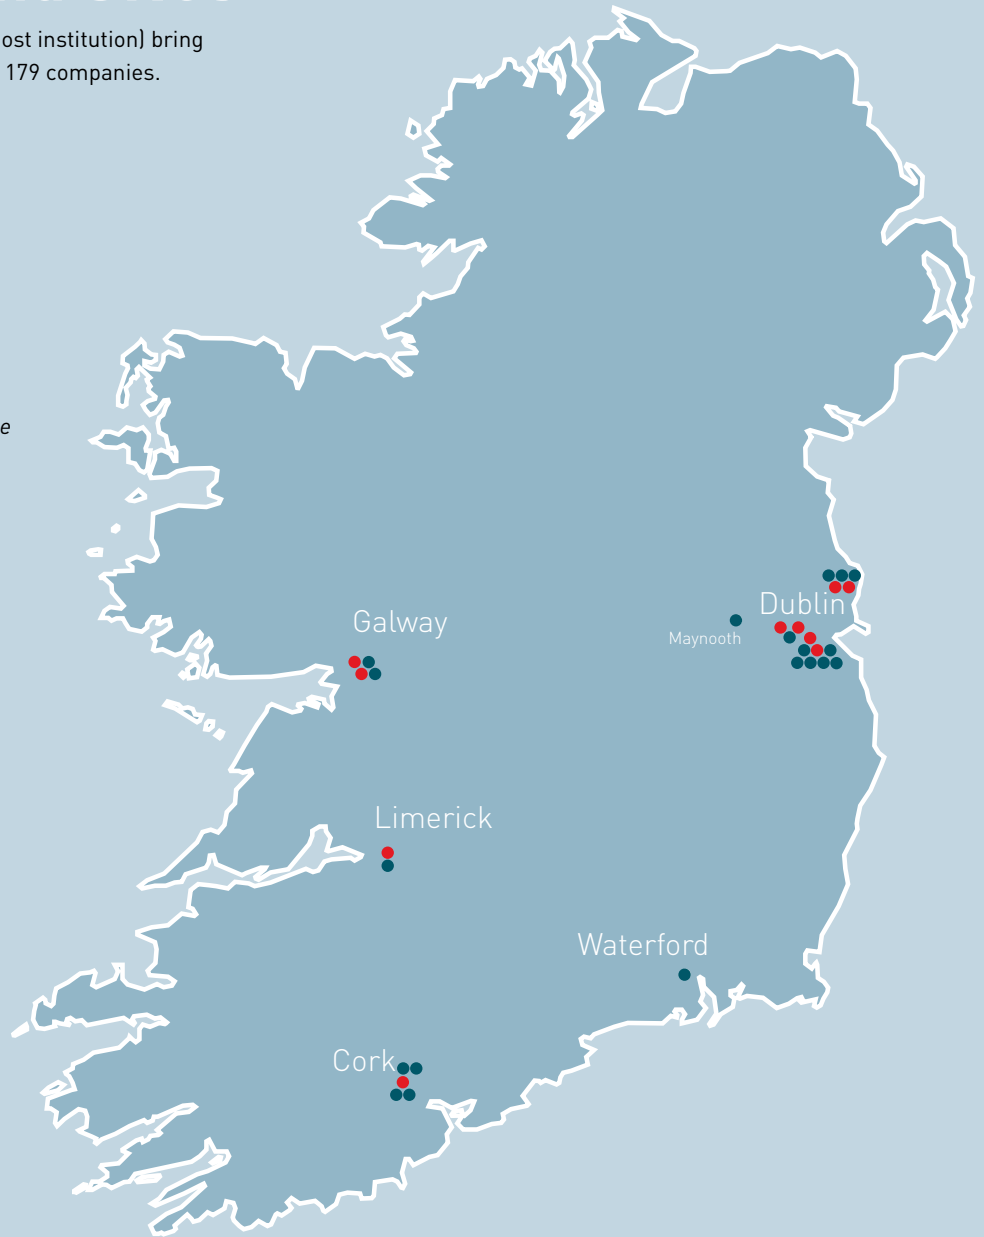 ost institution) bring
179 companies.
e
Dublin
Galway
Maynooth
Limerick
Waterford
Cork